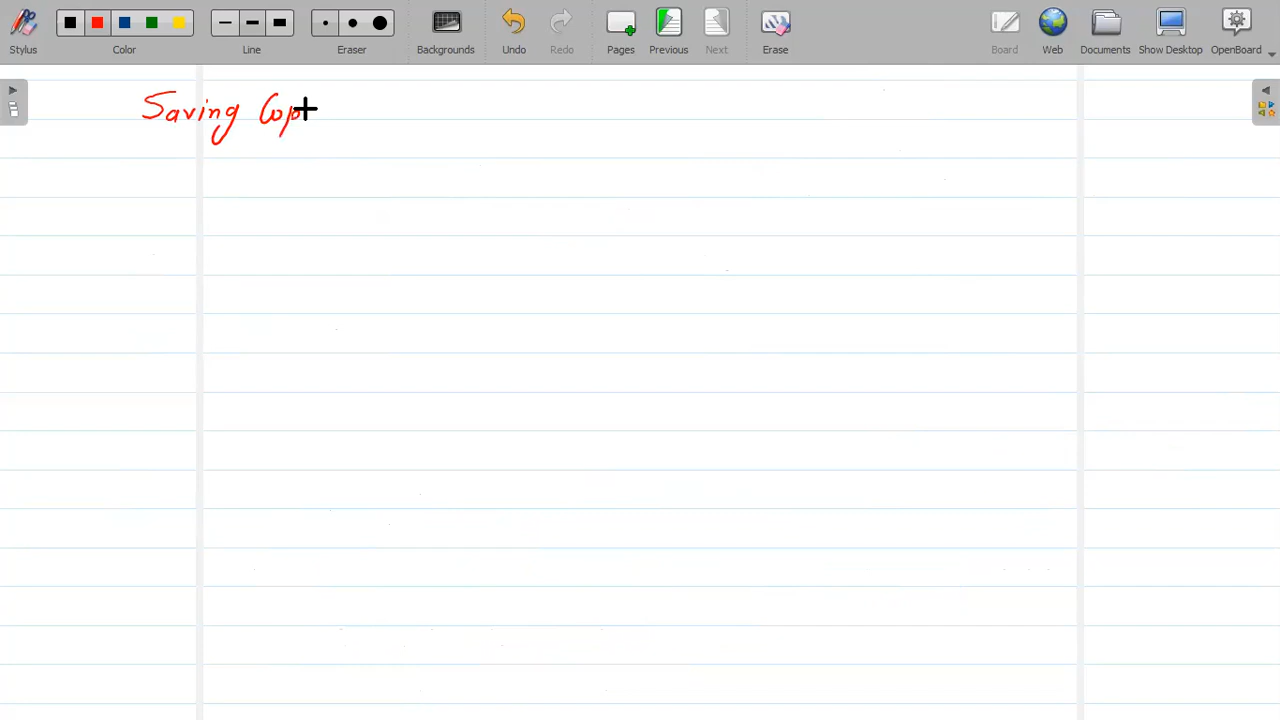 Stylus
Color
Line
Eraser
Backgrounds
Undo
Redo
Pages
Previous
Next
Erase
Board
Web
Documents
Show Desktop
OpenBoard
Saving Cop